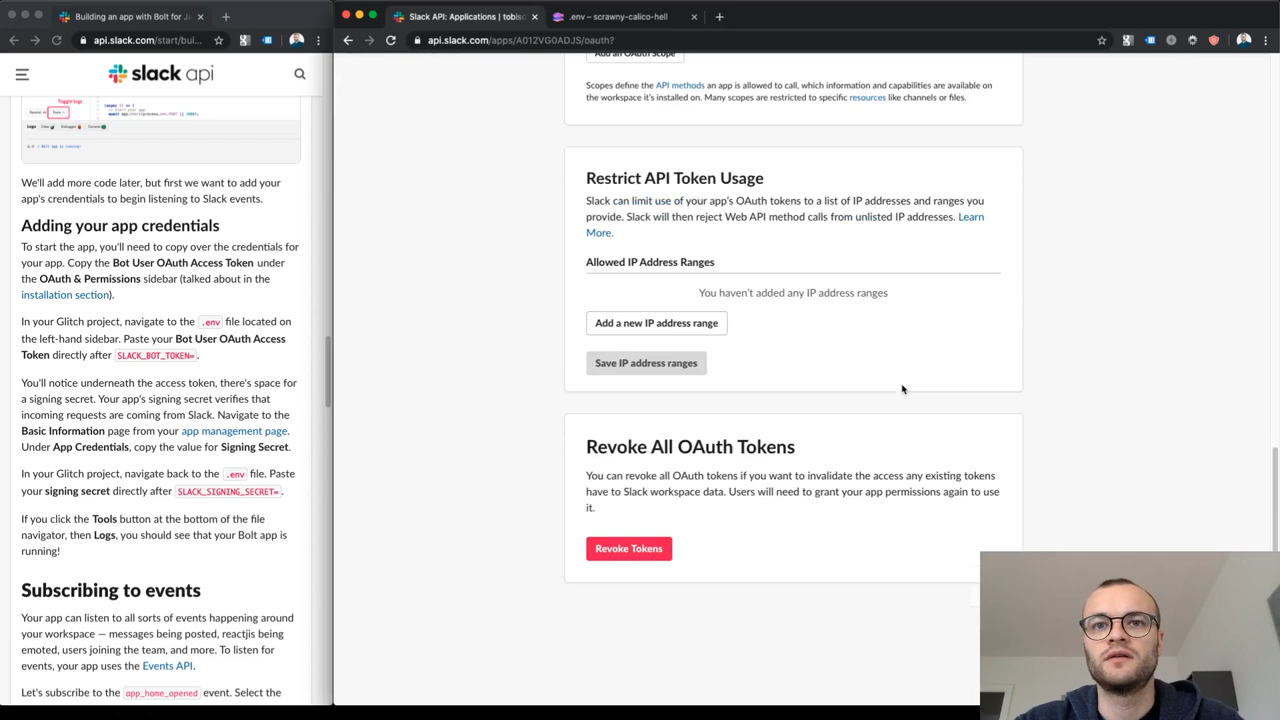 Building an app with Bolt for Ja
api.slack.com/start/bui...
slack api
Toggle logs
Logs
We'll add more code later, but first we want to add your
app's crendentials to begin listening to Slack events.
Adding your app credentials
To start the app, you'll need to copy over the credentials for
your app. Copy the Bot User OAuth Access Token under
the OAuth & Permissions sidebar (talked about in the
installation section).
In your Glitch project, navigate to the .env file located on
the left-hand sidebar. Paste your Bot User OAuth Access
Token directly after SLACK_BOT_TOKEN=.
You'll notice underneath the access token, there's space for
a signing secret. Your app's signing secret verifies that
incoming requests are coming from Slack. Navigate to the
Basic Information page from your app management page.
Under App Credentials, copy the value for Signing Secret.
In your Glitch project, navigate back to the .env file. Paste
your signing secret directly after SLACK_SIGNING_SECRET=.
If you click the Tools button at the bottom of the file
navigator, then Logs, you should see that your Bolt app is
running!
Subscribing to events
Your app can listen to all sorts of events happening around
your workspace — messages being posted, reactjis being
emoted, users joining the team, and more. To listen for
events, your app uses the Events API.
Let's subscribe to the app_home_opened event. Select the
Slack API: Applications | tobiso
.env – scrawny-calico-hell
api.slack.com/apps/A012VG0ADJS/oauth?
Add an OAuth Scope
Scopes define the API methods an app is allowed to call, which information and capabilities are available on
the workspace it's installed on. Many scopes are restricted to specific resources like channels or files.
Restrict API Token Usage
Slack can limit use of your app's OAuth tokens to a list of IP addresses and ranges you
provide. Slack will then reject Web API method calls from unlisted IP addresses. Learn
More.
Allowed IP Address Ranges
You haven't added any IP address ranges
Add a new IP address range
Save IP address ranges
Revoke All OAuth Tokens
You can revoke all OAuth tokens if you want to invalidate the access any existing tokens
have to Slack workspace data. Users will need to grant your app permissions again to use
it.
Revoke Tokens